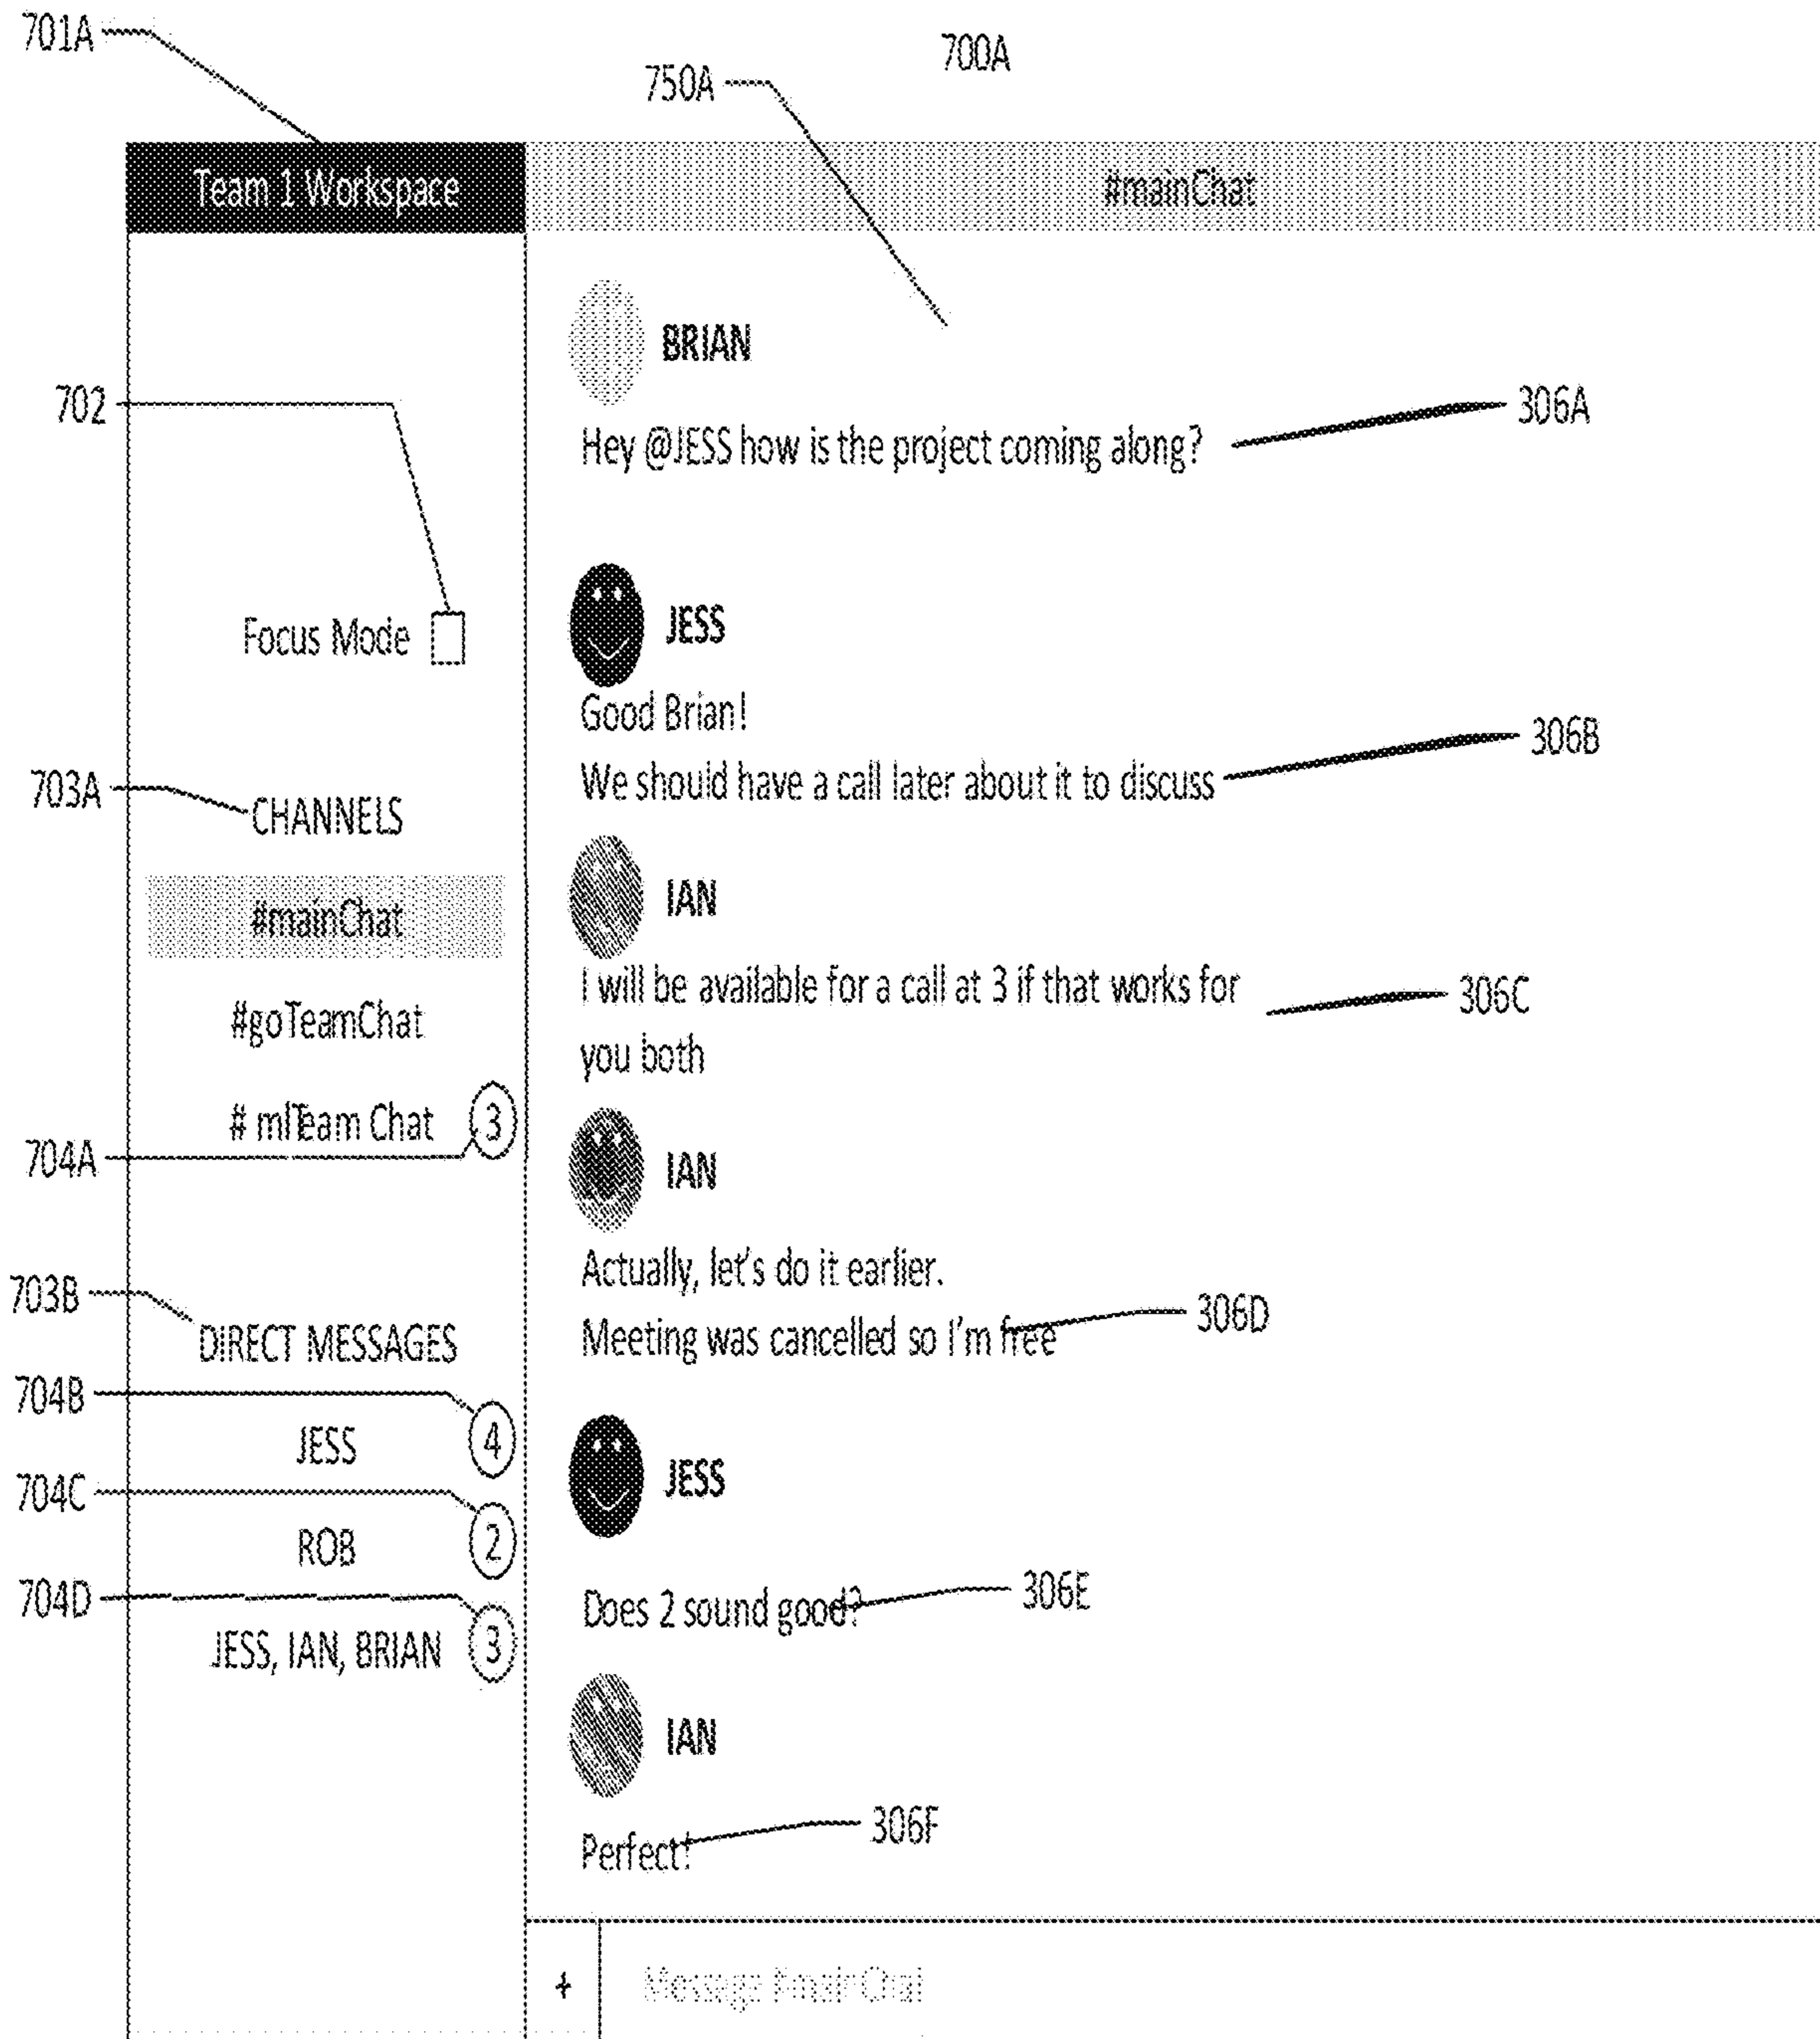 701A
700A
750A
Team 1 Workspace
#mainChat
BRIAN
702
306A
Hey @JESS how is the project coming along?
JESS
Focus Mode
Good Brian!
306B
We should have a call later about it to discuss
703A
CHANNELS
IAN
#mainChat
I will be available for a call at 3 if that works for
306C
#goTeamChat
you both
# mlTeam Chat 3
704A
IAN
Actually, let's do it earlier.
703B
306D
DIRECT MESSAGES
Meeting was cancelled so I'm free
704B
JESS 4
JESS
704C
ROB 2
704D
306E
Does 2 sound good?
JESS, IAN, BRIAN 3
IAN
306F
Perfect!
+ Message #mainChat